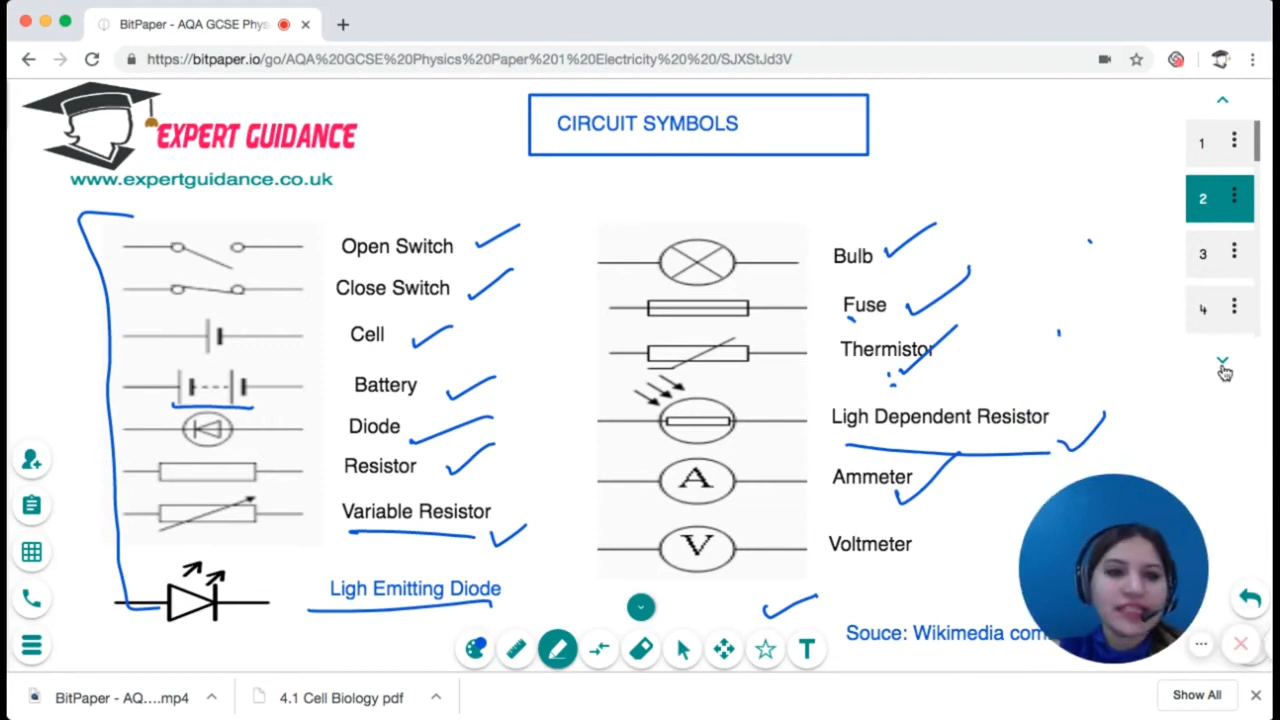 BitPaper - AQA GCSE Phys
https://bitpaper.io/go/AQA%20GCSE%20Physics%20Paper%201%20Electricity%20%20/SJXStJd3V
EXPERT GUIDANCE
www.expertguidance.co.uk
CIRCUIT SYMBOLS
1
2
3
4
Open Switch
Close Switch
Cell
Battery
Diode
Resistor
Variable Resistor
Ligh Emitting Diode
Bulb
Fuse
Thermistor
Ligh Dependent Resistor
A
Ammeter
V
Voltmeter
Souce: Wikimedia com
T
BitPaper - AQ....mp4
4.1 Cell Biology pdf
Show All